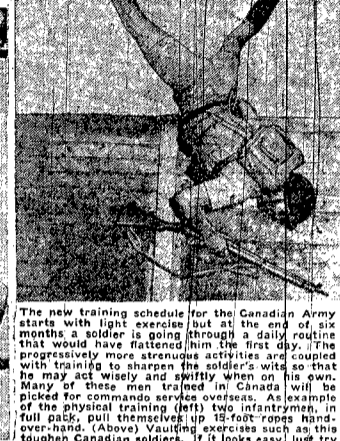 The new training schedule for the Canadian Army
starts with light exercise but at the end of six
months a soldier is going through a daily routine
that would have flattened him the first day. The
progressively more strenuous activities are coupled
with training to sharpen the soldier's wits so that
he may act wisely and swiftly when on his own.
Many of these men trained in Canada will be
picked for commando service overseas. As example
of the physical training (left) two infantrymen, in
full pack, pull themselves up 15-foot ropes hand-
over-hand. (Above) Vaulting exercises such as this
toughen Canadian soldiers. If it looks easy, just try